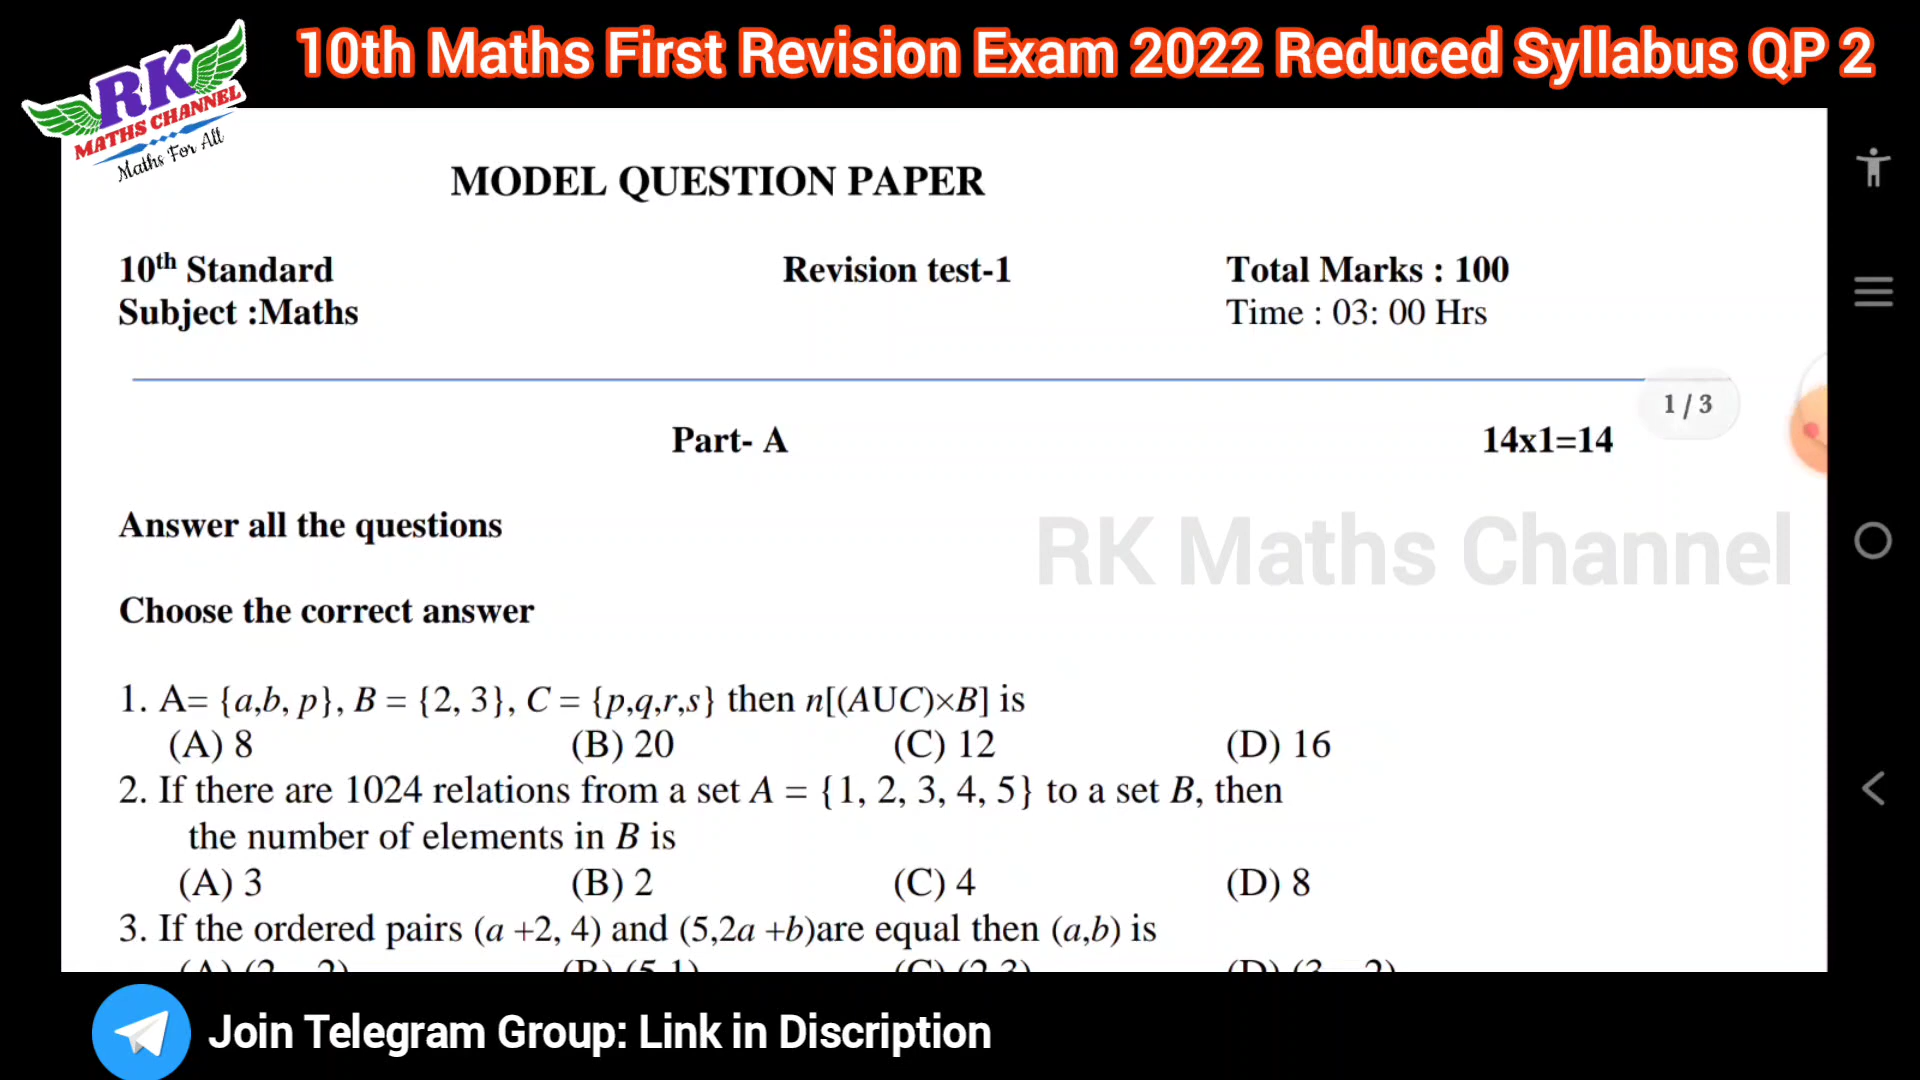 10th Maths First Revision Exam 2022 Reduced Syllabus QP 2
RK
MATHS CHANNEL
Maths For All
MODEL QUESTION PAPER
10th Standard Revision test-1 Total Marks : 100
Subject :Maths Time : 03: 00 Hrs
1 / 3
Part- A 14x1=14
Answer all the questions
RK Maths Channel
Choose the correct answer
1. A= {a,b, p}, B = {2, 3}, C = {p,q,r,s} then n[(AUC)×B] is
(A) 8 (B) 20 (C) 12 (D) 16
2. If there are 1024 relations from a set A = {1, 2, 3, 4, 5} to a set B, then
the number of elements in B is
(A) 3 (B) 2 (C) 4 (D) 8
3. If the ordered pairs (a +2, 4) and (5,2a +b)are equal then (a,b) is
Join Telegram Group: Link in Discription